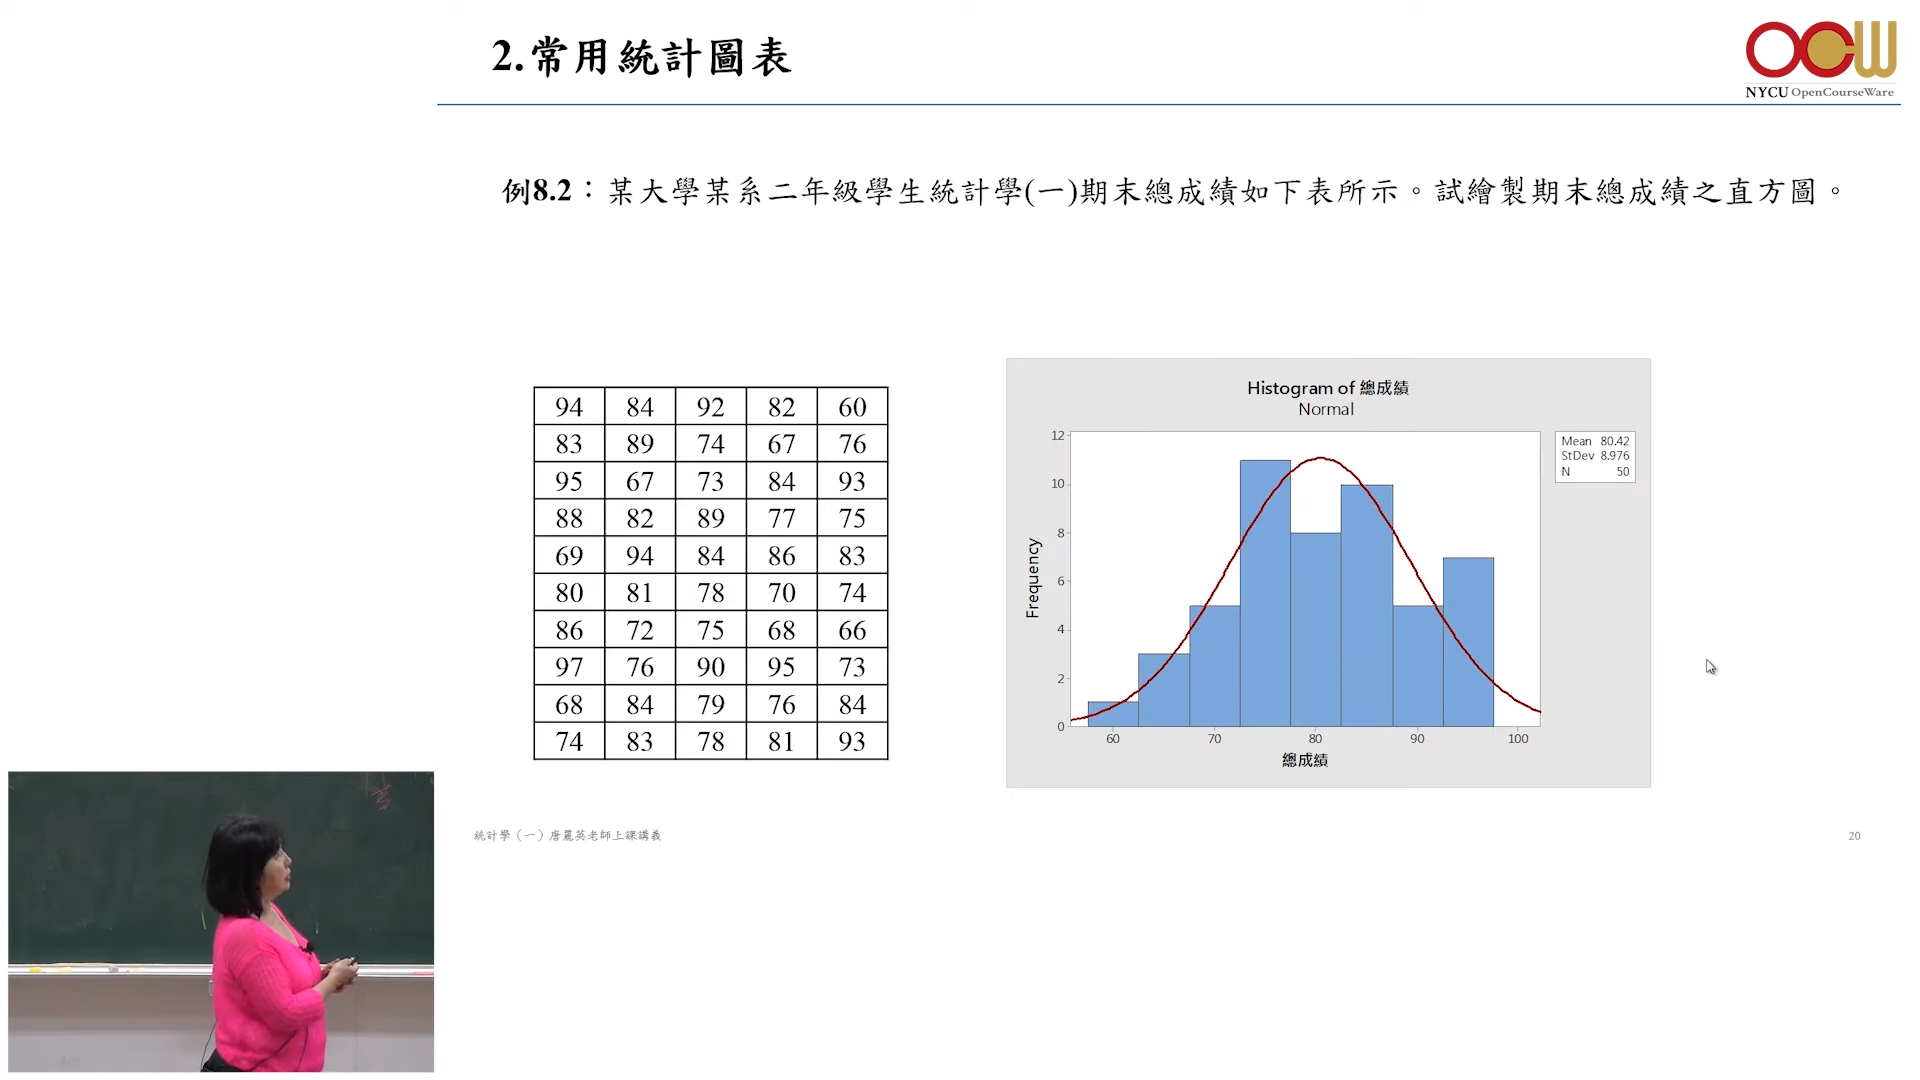 2.常用統計圖表
OCW
NYCU OpenCourseWare
例8.2：某大學某系二年級學生統計學(一)期末總成績如下表所示。試繪製期末總成績之直方圖。
94 84 92 82 60
83 89 74 67 76
95 67 73 84 93
88 82 89 77 75
69 94 84 86 83
80 81 78 70 74
86 72 75 68 66
97 76 90 95 73
68 84 79 76 84
74 83 78 81 93
Histogram of 總成績
Normal
Mean 80.42
StDev 8.976
N 50
Frequency
12
10
8
6
4
2
0
60 70 80 90 100
總成績
統計學（一）唐麗英老師上課講義
20